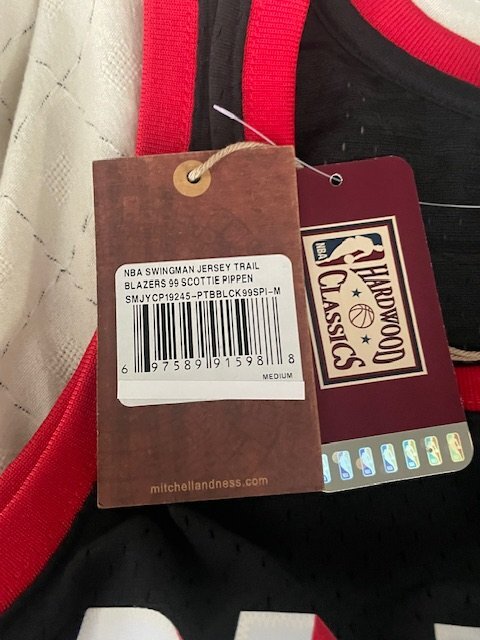 NBA SWINGMAN JERSEY TRAIL
BLAZERS 99 SCOTTIE PIPPEN
SMJYCP19245-PTBBLCK99SPI-M
6 97589 91598 8
MEDIUM
mitchellandness.com
NBA
HARDWOOD
CLASSICS